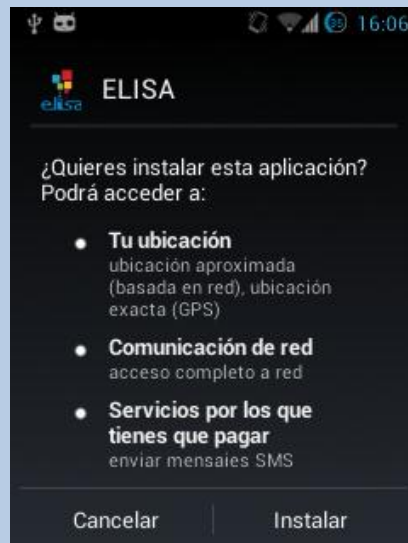 16:06
elisa
ELISA
¿Quieres instalar esta aplicación?
Podrá acceder a:
Tu ubicación
ubicación aproximada
(basada en red), ubicación
exacta (GPS)
Comunicación de red
acceso completo a red
Servicios por los que
tienes que pagar
enviar mensajes SMS
Cancelar
Instalar